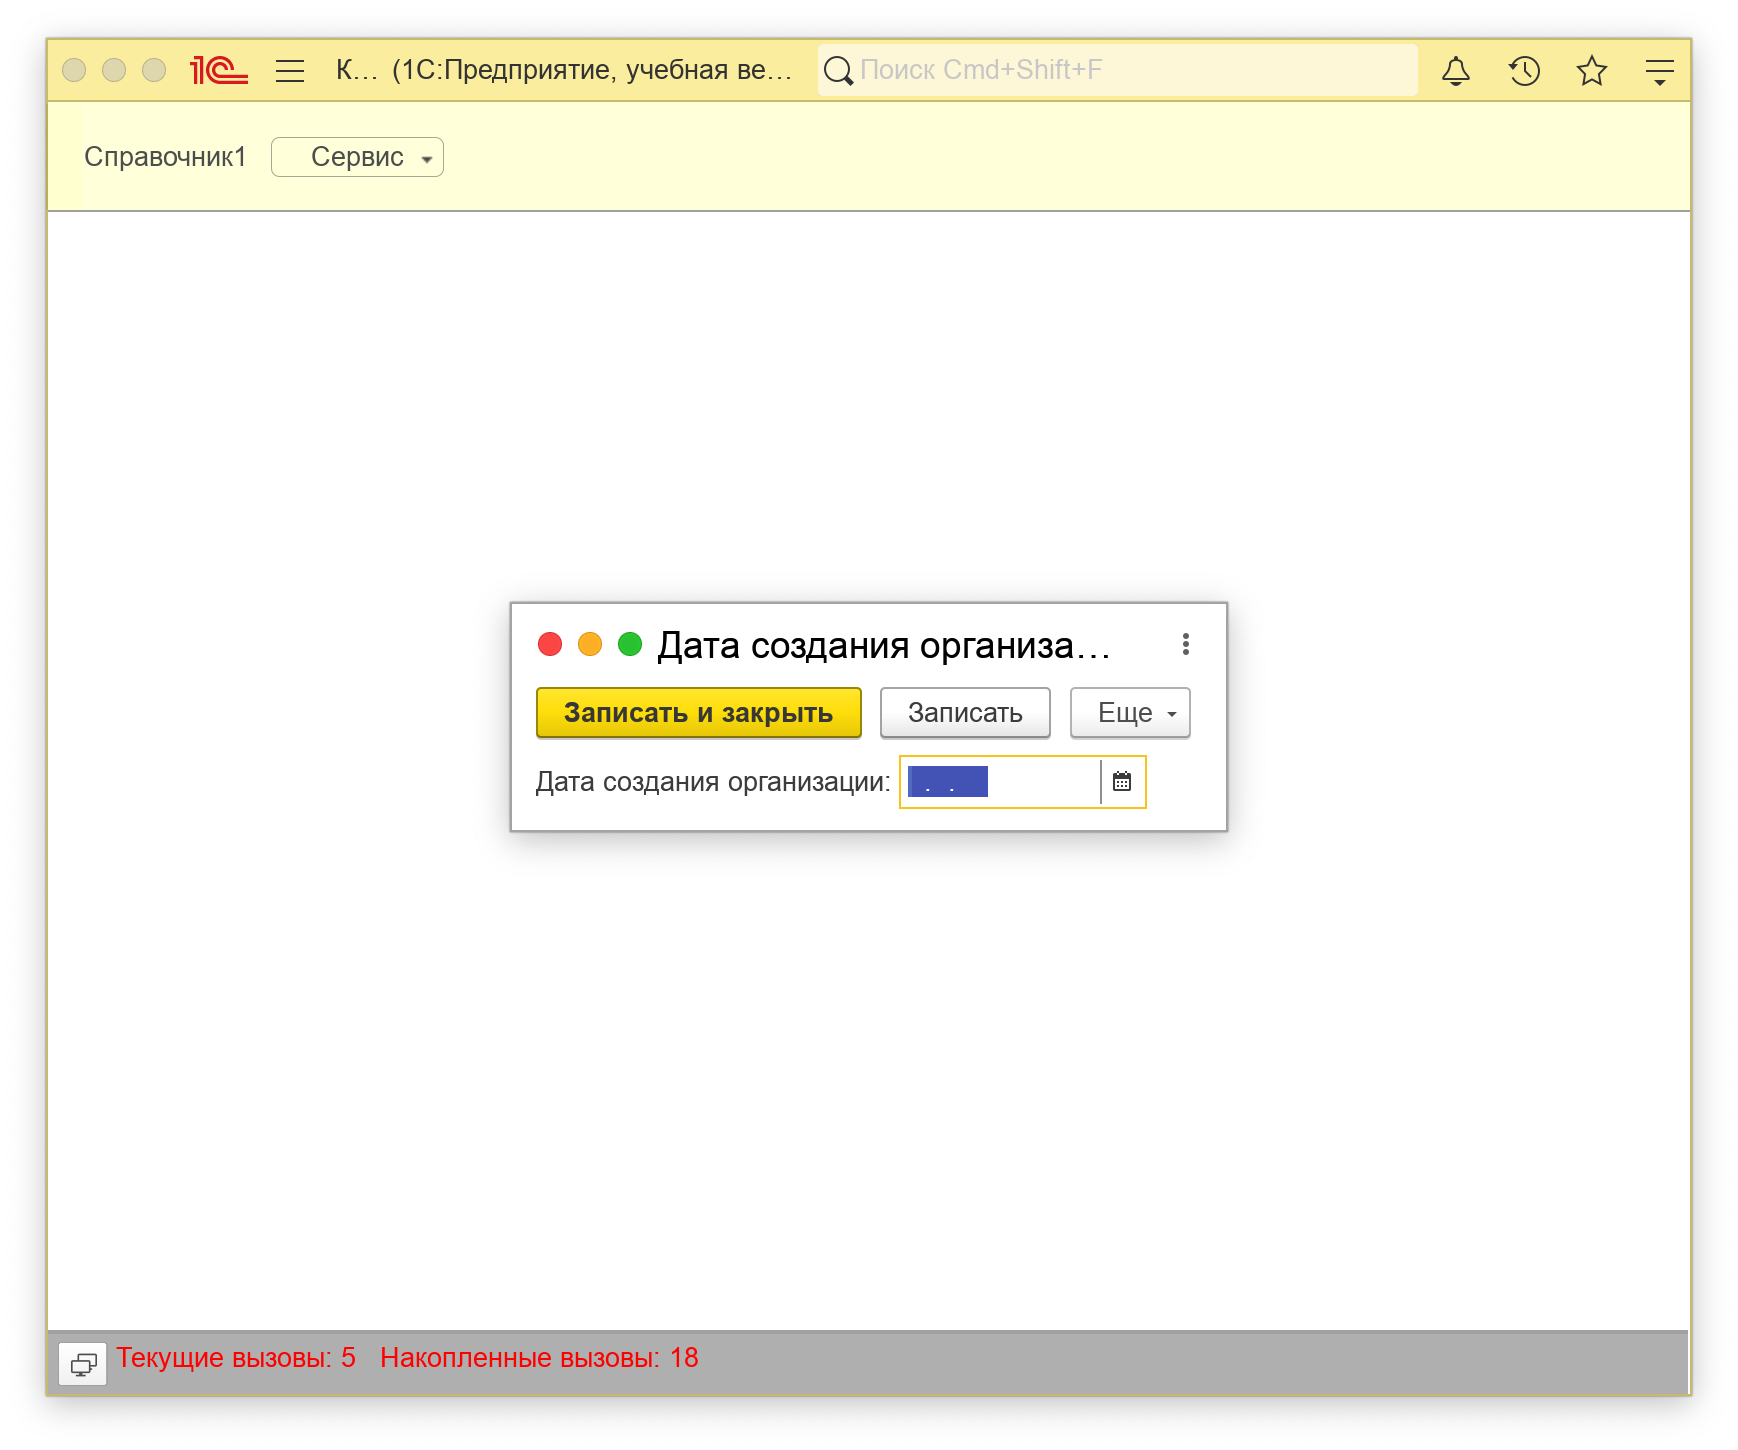 1С К... (1С:Предприятие, учебная ве... Поиск Cmd+Shift+F
Справочник1 Сервис
Дата создания организа...
Записать и закрыть Записать Еще
Дата создания организации: . .
Текущие вызовы: 5 Накопленные вызовы: 18